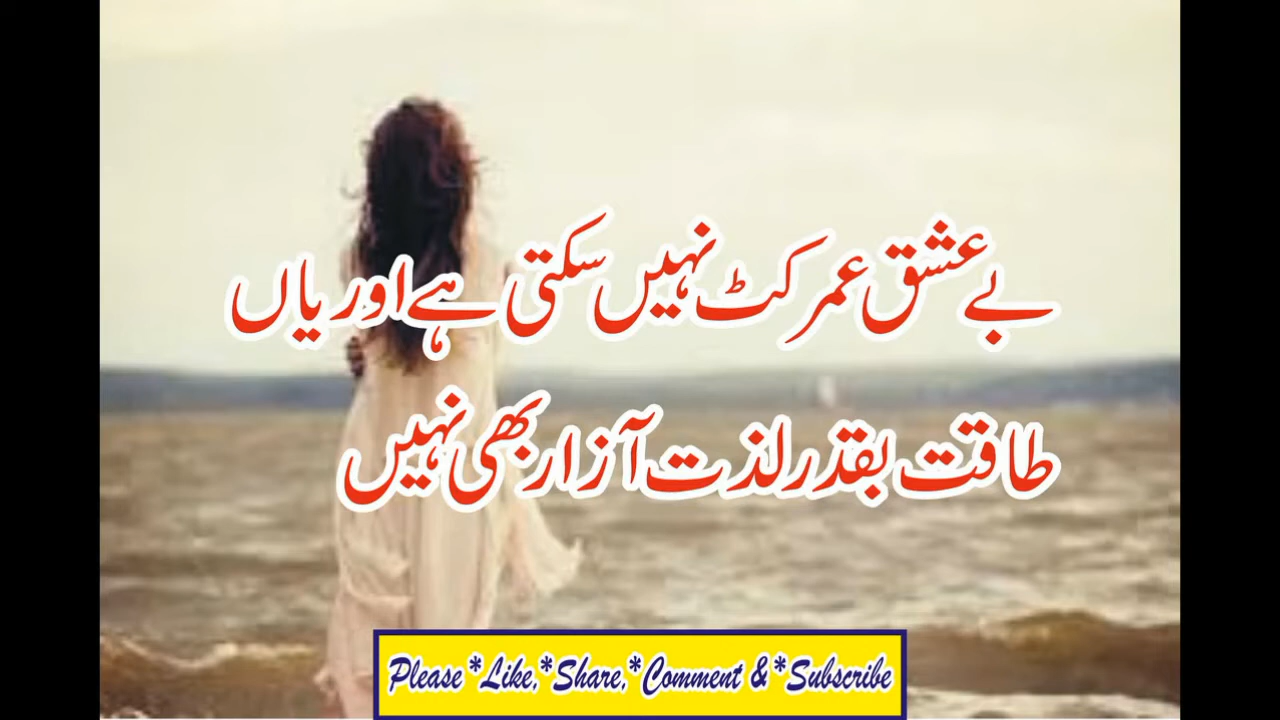 بے عشق عمر کٹ نہیں سکتی ہے اور یاں
طاقت بقدر لذت آزار بھی نہیں
Please *Like,*Share,*Comment &*Subscribe